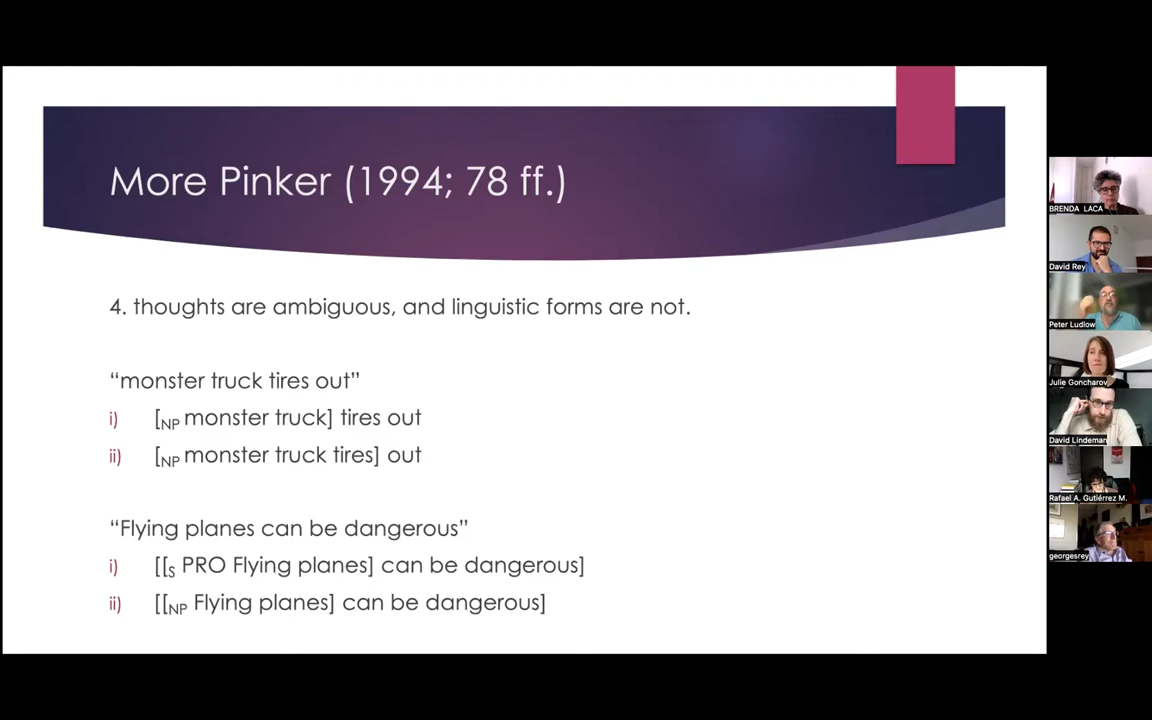 More Pinker (1994; 78 ff.)
4. thoughts are ambiguous, and linguistic forms are not.
“monster truck tires out”
i) [NP monster truck] tires out
ii) [NP monster truck tires] out
“Flying planes can be dangerous”
i) [[S PRO Flying planes] can be dangerous]
ii) [[NP Flying planes] can be dangerous]
BRENDA LACA
David Rey
Peter Ludlow
Julie Goncharov
David Lindeman
Rafael A. Gutiérrez M.
georgesrey